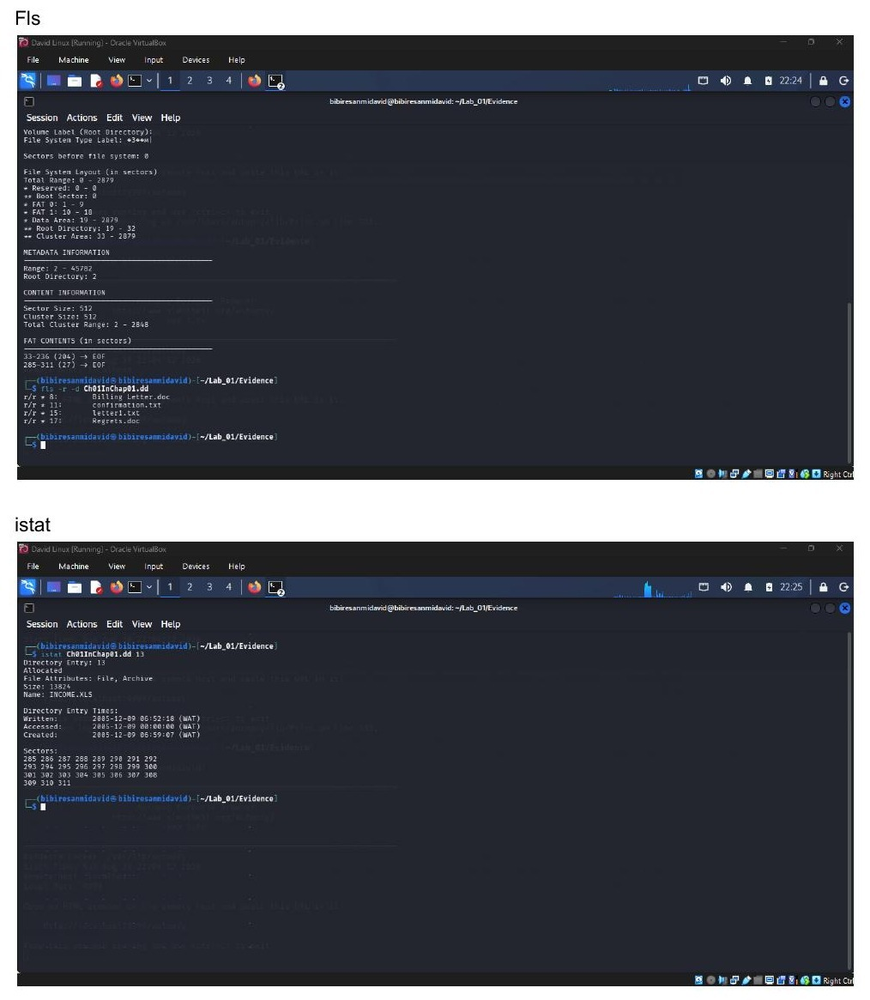 Fls
David Linux [Running] - Oracle VirtualBox
File Machine View Input Devices Help
1 2 3 4 2 22:24
bibiresanmidavid@bibiresanmidavid: ~/Lab_01/Evidence
Session Actions Edit View Help
Volume Label (Root Directory):
File System Type Label:
Sectors before file system: 0
File System Layout (in sectors)
Total Range: 0 - 2879
* Reserved: 0 - 0
** Boot Sector: 0
* FAT 0: 1 - 9
* FAT 1: 10 - 18
* Data Area: 19 - 2879
** Root Directory: 19 - 32
** Cluster Area: 33 - 2879
METADATA INFORMATION
Range: 2 - 45782
Root Directory: 2
CONTENT INFORMATION
Sector Size: 512
Cluster Size: 512
Total Cluster Range: 2 - 2848
FAT CONTENTS (in sectors)
33-236 (204) → EOF
285-311 (27) → EOF
(bibiresanmidavid㉿bibiresanmidavid)-[~/Lab_01/Evidence]
$ fls -r -d Ch01InChap01.dd
r/r * 8: Billing Letter.doc
r/r * 11: confirmation.txt
r/r * 15: letter1.txt
r/r * 17: Regrets.doc
(bibiresanmidavid㉿bibiresanmidavid)-[~/Lab_01/Evidence]
$
Right Ctrl
istat
David Linux [Running] - Oracle VirtualBox
File Machine View Input Devices Help
1 2 3 4 2 22:25
bibiresanmidavid@bibiresanmidavid: ~/Lab_01/Evidence
Session Actions Edit View Help
(bibiresanmidavid㉿bibiresanmidavid)-[~/Lab_01/Evidence]
$ istat Ch01InChap01.dd 13
Directory Entry: 13
Allocated
File Attributes: File, Archive
Size: 13824
Name: INCOME.XLS
Directory Entry Times:
Written: 2005-12-09 06:52:18 (WAT)
Accessed: 2005-12-09 00:00:00 (WAT)
Created: 2005-12-09 06:59:07 (WAT)
Sectors:
285 286 287 288 289 290 291 292
293 294 295 296 297 298 299 300
301 302 303 304 305 306 307 308
309 310 311
(bibiresanmidavid㉿bibiresanmidavid)-[~/Lab_01/Evidence]
$
Right Ctrl